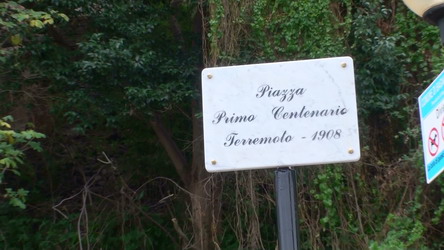 Piazza
Primo Centenario
Terremoto - 1908